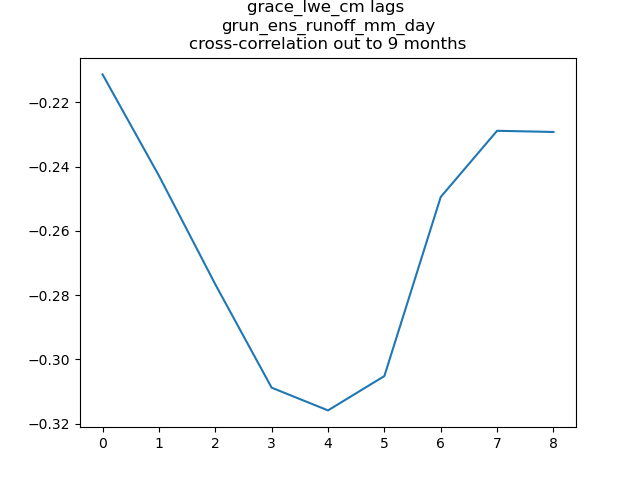 grace_lwe_cm lags
grun_ens_runoff_mm_day
cross-correlation out to 9 months
−0.22
−0.24
−0.26
−0.28
−0.30
−0.32
0 1 2 3 4 5 6 7 8